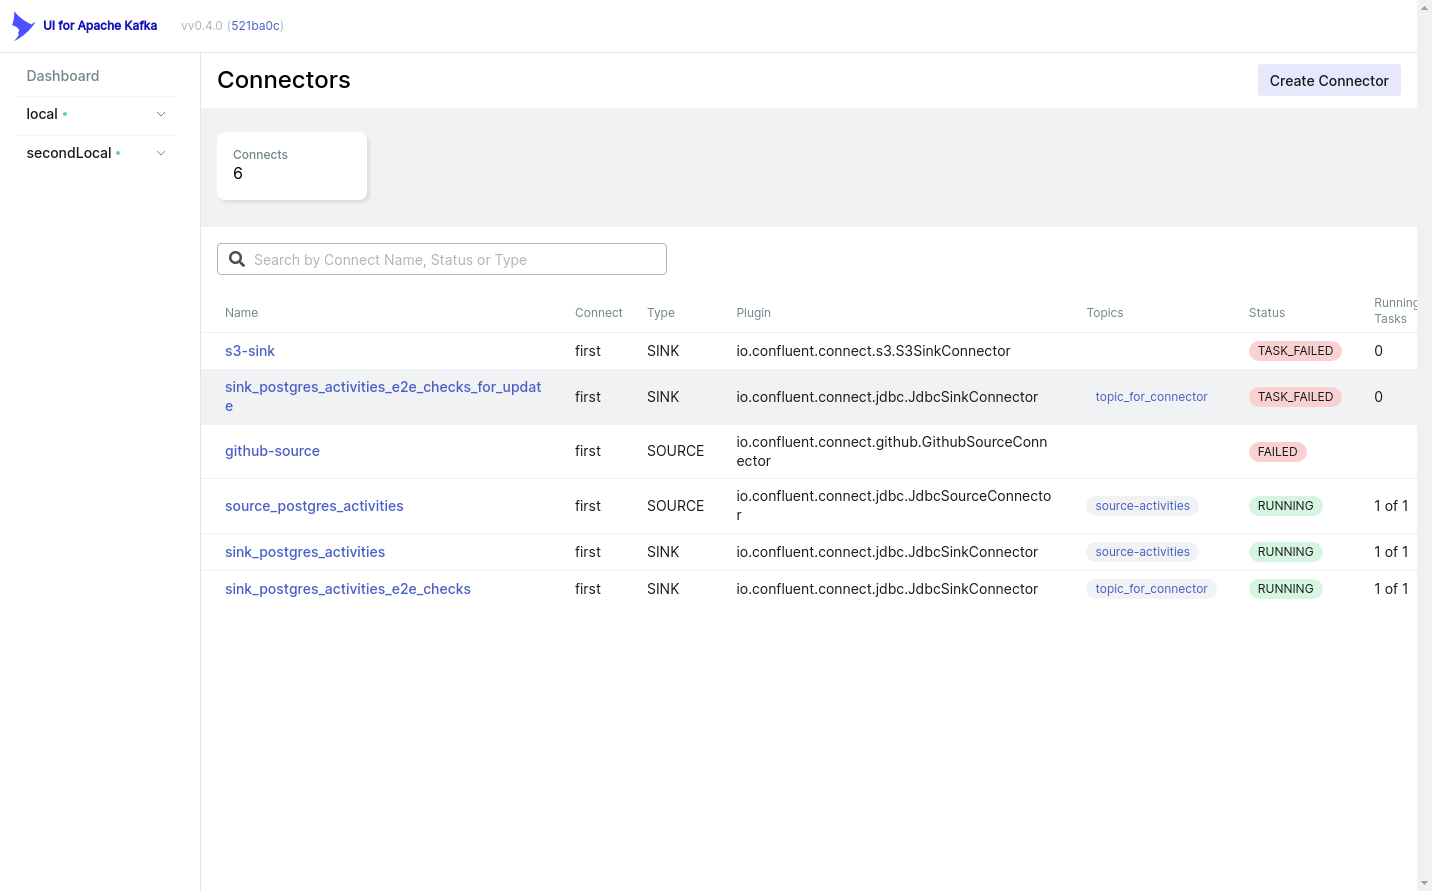 UI for Apache Kafka vv0.4.0 (521ba0c)
Dashboard
local
secondLocal
Connectors
Create Connector
Connects
6
Search by Connect Name, Status or Type
Name Connect Type Plugin Topics Status Running
Tasks
s3-sink first SINK io.confluent.connect.s3.S3SinkConnector TASK_FAILED 0
sink_postgres_activities_e2e_checks_for_updat
e first SINK io.confluent.connect.jdbc.JdbcSinkConnector topic_for_connector TASK_FAILED 0
github-source first SOURCE io.confluent.connect.github.GithubSourceConn
ector FAILED
source_postgres_activities first SOURCE io.confluent.connect.jdbc.JdbcSourceConnecto
r source-activities RUNNING 1 of 1
sink_postgres_activities first SINK io.confluent.connect.jdbc.JdbcSinkConnector source-activities RUNNING 1 of 1
sink_postgres_activities_e2e_checks first SINK io.confluent.connect.jdbc.JdbcSinkConnector topic_for_connector RUNNING 1 of 1